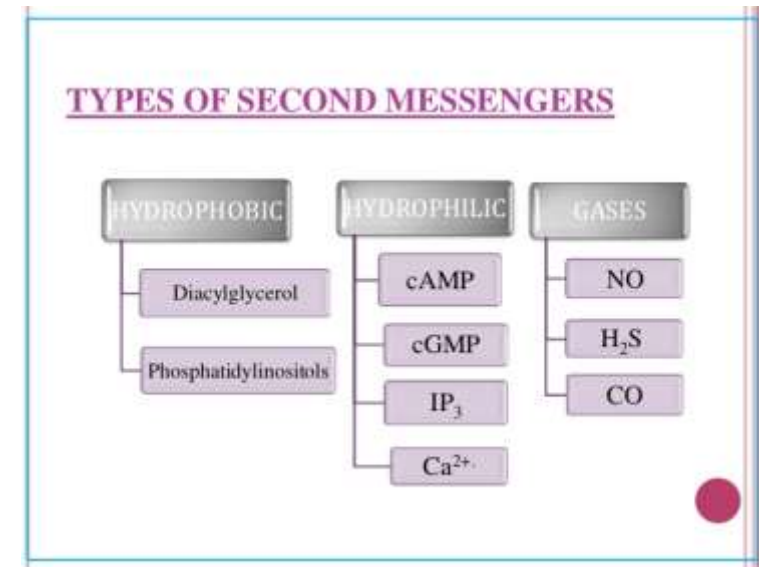 TYPES OF SECOND MESSENGERS
HYDROPHOBIC
Diacylglycerol
Phosphatidylinositols
HYDROPHILIC
cAMP
cGMP
IP₃
Ca²⁺
GASES
NO
H₂S
CO